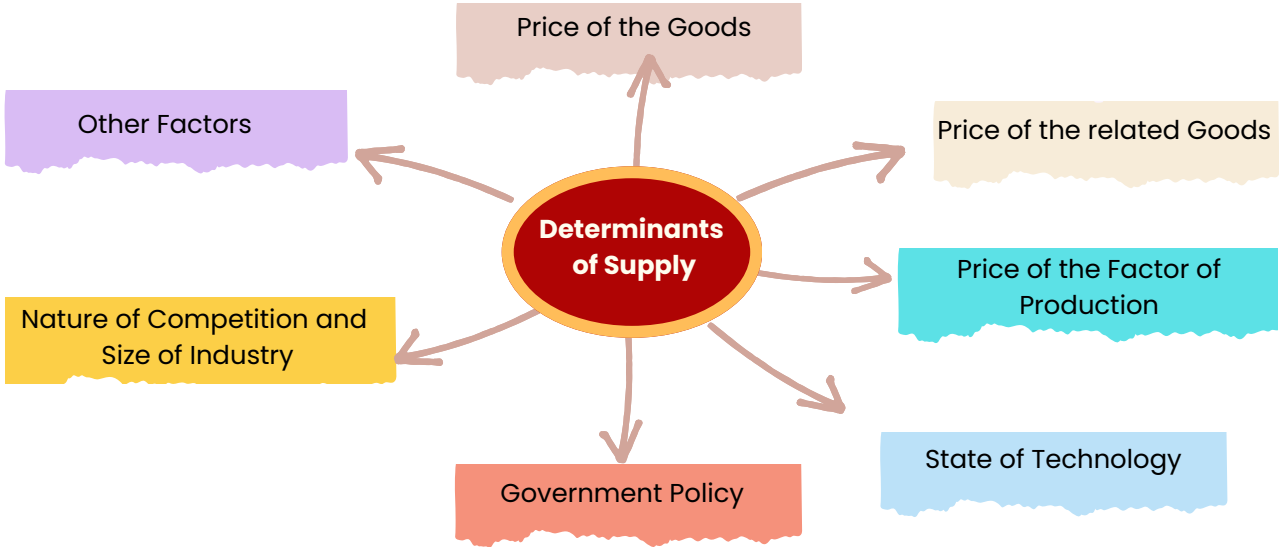 Price of the Goods
Other Factors
Price of the related Goods
Determinants
of Supply
Price of the Factor of
Production
Nature of Competition and
Size of Industry
State of Technology
Government Policy